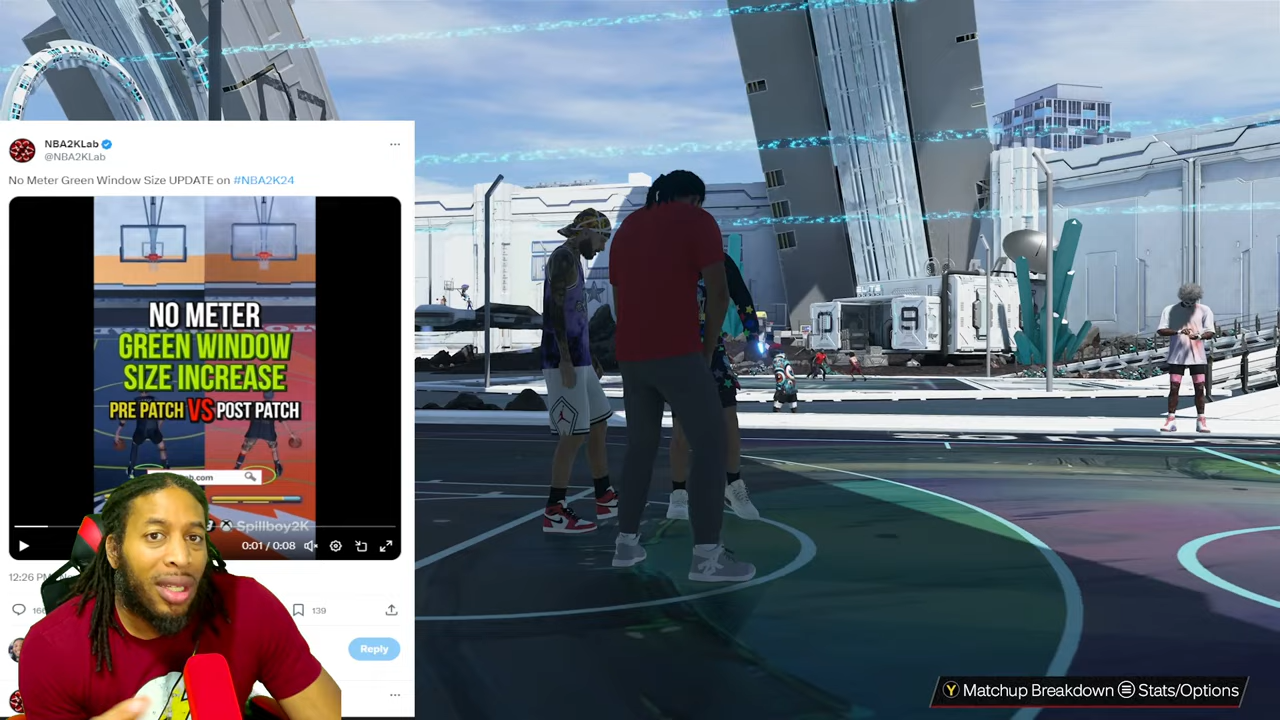 NBA2KLab
@NBA2KLab
No Meter Green Window Size UPDATE on #NBA2K24
NO METER
GREEN WINDOW
SIZE INCREASE
PRE PATCH VS POST PATCH
Spillboy2K
0:01 / 0:08
12:26 PM
139
Reply
0 9
Y Matchup Breakdown Stats/Options